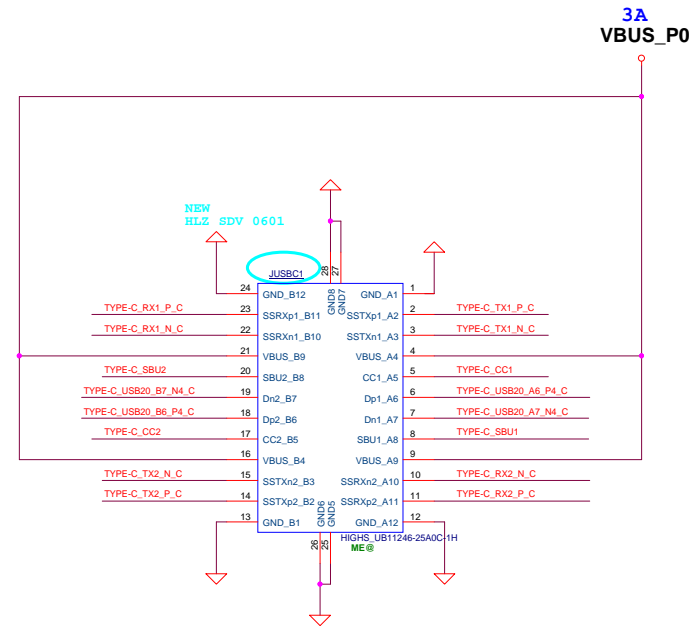 3A
VBUS_P0
NEW
HLZ SDV 0601
JUSBC1
28 27
24 GND_B12 GND8 GND7 GND_A1 1
TYPE-C_RX1_P_C 23 SSRXp1_B11 SSTXp1_A2 2 TYPE-C_TX1_P_C
TYPE-C_RX1_N_C 22 SSRXn1_B10 SSTXn1_A3 3 TYPE-C_TX1_N_C
21 VBUS_B9 VBUS_A4 4
TYPE-C_SBU2 20 SBU2_B8 CC1_A5 5 TYPE-C_CC1
TYPE-C_USB20_B7_N4_C 19 Dn2_B7 Dp1_A6 6 TYPE-C_USB20_A6_P4_C
TYPE-C_USB20_B6_P4_C 18 Dp2_B6 Dn1_A7 7 TYPE-C_USB20_A7_N4_C
TYPE-C_CC2 17 CC2_B5 SBU1_A8 8 TYPE-C_SBU1
16 VBUS_B4 VBUS_A9 9
TYPE-C_TX2_N_C 15 SSTXn2_B3 SSRXn2_A10 10 TYPE-C_RX2_N_C
TYPE-C_TX2_P_C 14 SSTXp2_B2 SSRXp2_A11 11 TYPE-C_RX2_P_C
13 GND_B1 GND6 GND5 GND_A12 12
26 25
HIGHS_UB11246-25A0C-1H
ME@